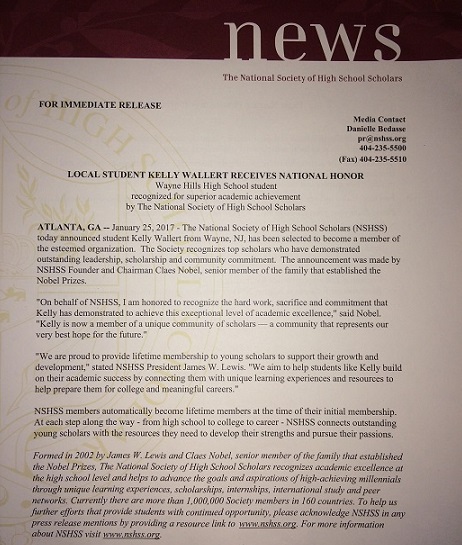 news
The National Society of High School Scholars
FOR IMMEDIATE RELEASE
Media Contact
Danielle Bedasse
pr@nshss.org
404-235-5500
(Fax) 404-235-5510
LOCAL STUDENT KELLY WALLERT RECEIVES NATIONAL HONOR
Wayne Hills High School student
recognized for superior academic achievement
by The National Society of High School Scholars
ATLANTA, GA -- January 25, 2017 - The National Society of High School Scholars (NSHSS)
today announced student Kelly Wallert from Wayne, NJ, has been selected to become a member of
the esteemed organization. The Society recognizes top scholars who have demonstrated
outstanding leadership, scholarship and community commitment. The announcement was made by
NSHSS Founder and Chairman Claes Nobel, senior member of the family that established the
Nobel Prizes.
"On behalf of NSHSS, I am honored to recognize the hard work, sacrifice and commitment that
Kelly has demonstrated to achieve this exceptional level of academic excellence," said Nobel.
"Kelly is now a member of a unique community of scholars — a community that represents our
very best hope for the future."
"We are proud to provide lifetime membership to young scholars to support their growth and
development," stated NSHSS President James W. Lewis. "We aim to help students like Kelly build
on their academic success by connecting them with unique learning experiences and resources to
help prepare them for college and meaningful careers."
NSHSS members automatically become lifetime members at the time of their initial membership.
At each step along the way - from high school to college to career - NSHSS connects outstanding
young scholars with the resources they need to develop their strengths and pursue their passions.
Formed in 2002 by James W. Lewis and Claes Nobel, senior member of the family that established
the Nobel Prizes, The National Society of High School Scholars recognizes academic excellence at
the high school level and helps to advance the goals and aspirations of high-achieving millennials
through unique learning experiences, scholarships, internships, international study and peer
networks. Currently there are more than 1,000,000 Society members in 160 countries. To help us
further efforts that provide students with continued opportunity, please acknowledge NSHSS in any
press release mentions by providing a resource link to www.nshss.org. For more information
about NSHSS visit www.nshss.org.